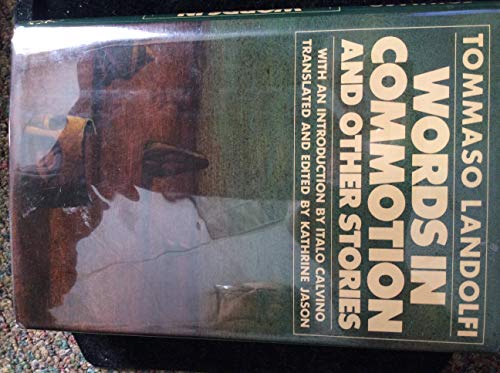 TOMMASO LANDOLFI
WORDS IN
COMMOTION
AND OTHER STORIES
WITH AN INTRODUCTION BY ITALO CALVINO
TRANSLATED AND EDITED BY KATHRINE JASON